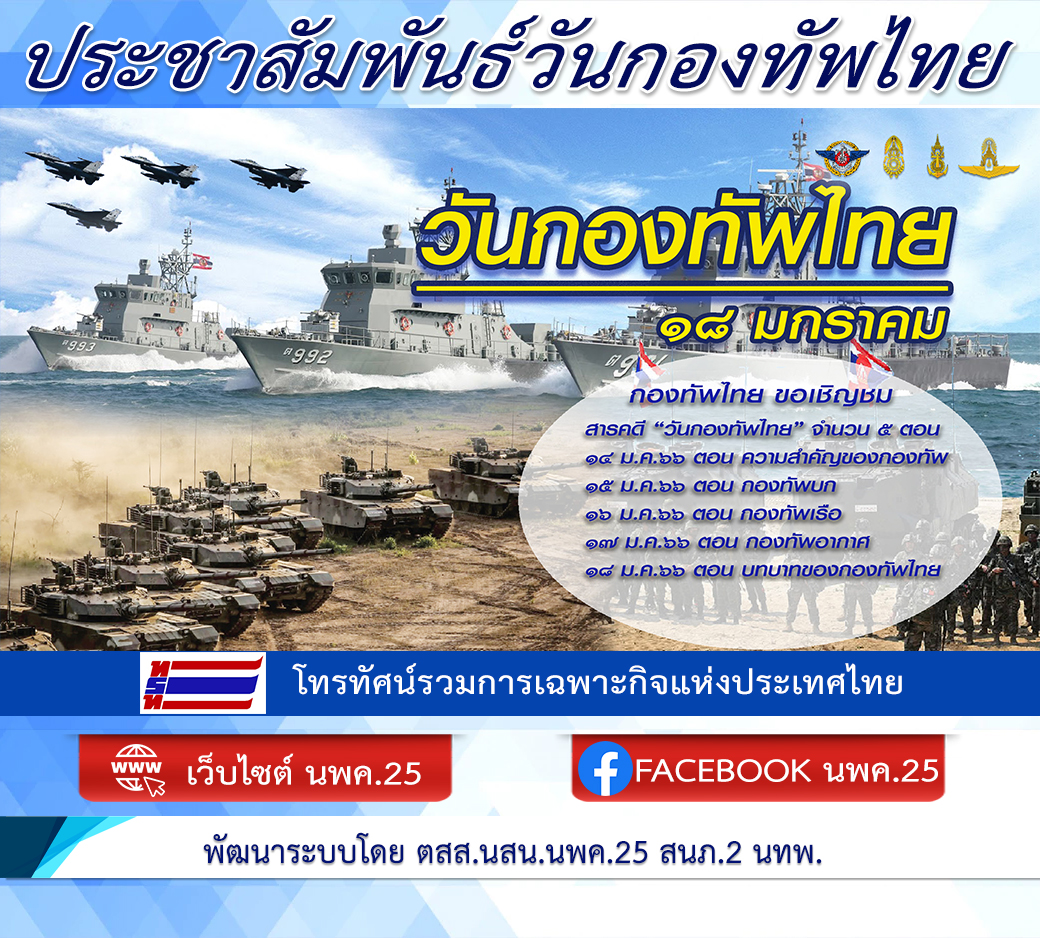 ประชาสัมพันธ์วันกองทัพไทย
วันกองทัพไทย
๑๘ มกราคม
ต 993
ต 992
กองทัพไทย ขอเชิญชม
สารคดี “วันกองทัพไทย” จำนวน ๕ ตอน
๑๔ ม.ค.๖๖ ตอน ความสำคัญของกองทัพ
๑๕ ม.ค.๖๖ ตอน กองทัพบก
๑๖ ม.ค.๖๖ ตอน กองทัพเรือ
๑๗ ม.ค.๖๖ ตอน กองทัพอากาศ
๑๘ ม.ค.๖๖ ตอน บทบาทของกองทัพไทย
ทรท
โทรทัศน์รวมการเฉพาะกิจแห่งประเทศไทย
www เว็บไซต์ นพค.25
f FACEBOOK นพค.25
พัฒนาระบบโดย ตสส.นสน.นพค.25 สนภ.2 นทพ.